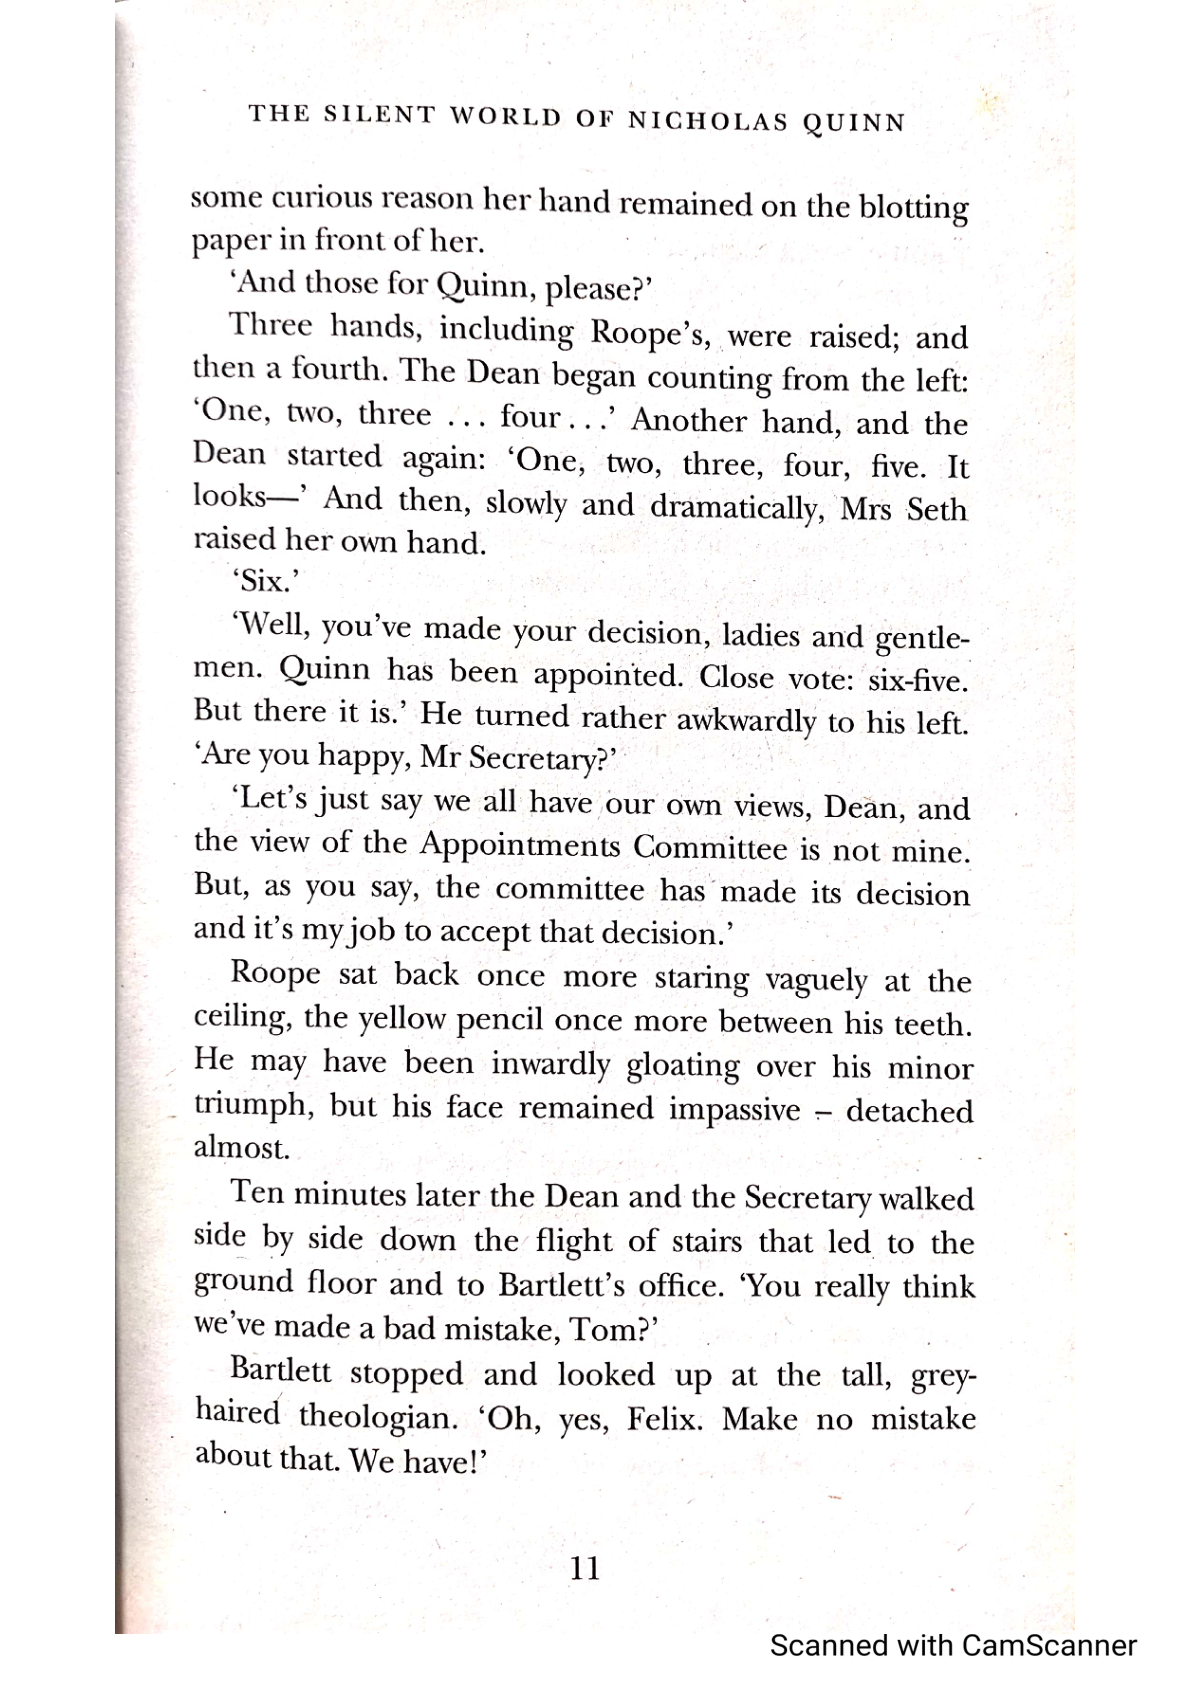 THE SILENT WORLD OF NICHOLAS QUINN
some curious reason her hand remained on the blotting
paper in front of her.
‘And those for Quinn, please?’
Three hands, including Roope’s, were raised; and
then a fourth. The Dean began counting from the left:
‘One, two, three ... four ...’ Another hand, and the
Dean started again: ‘One, two, three, four, five. It
looks—’ And then, slowly and dramatically, Mrs Seth
raised her own hand.
‘Six.’
‘Well, you’ve made your decision, ladies and gentle-
men. Quinn has been appointed. Close vote: six-five.
But there it is.’ He turned rather awkwardly to his left.
‘Are you happy, Mr Secretary?’
‘Let’s just say we all have our own views, Dean, and
the view of the Appointments Committee is not mine.
But, as you say, the committee has made its decision
and it’s my job to accept that decision.’
Roope sat back once more staring vaguely at the
ceiling, the yellow pencil once more between his teeth.
He may have been inwardly gloating over his minor
triumph, but his face remained impassive – detached
almost.
Ten minutes later the Dean and the Secretary walked
side by side down the flight of stairs that led to the
ground floor and to Bartlett’s office. ‘You really think
we’ve made a bad mistake, Tom?’
Bartlett stopped and looked up at the tall, grey-
haired theologian. ‘Oh, yes, Felix. Make no mistake
about that. We have!’
11
Scanned with CamScanner